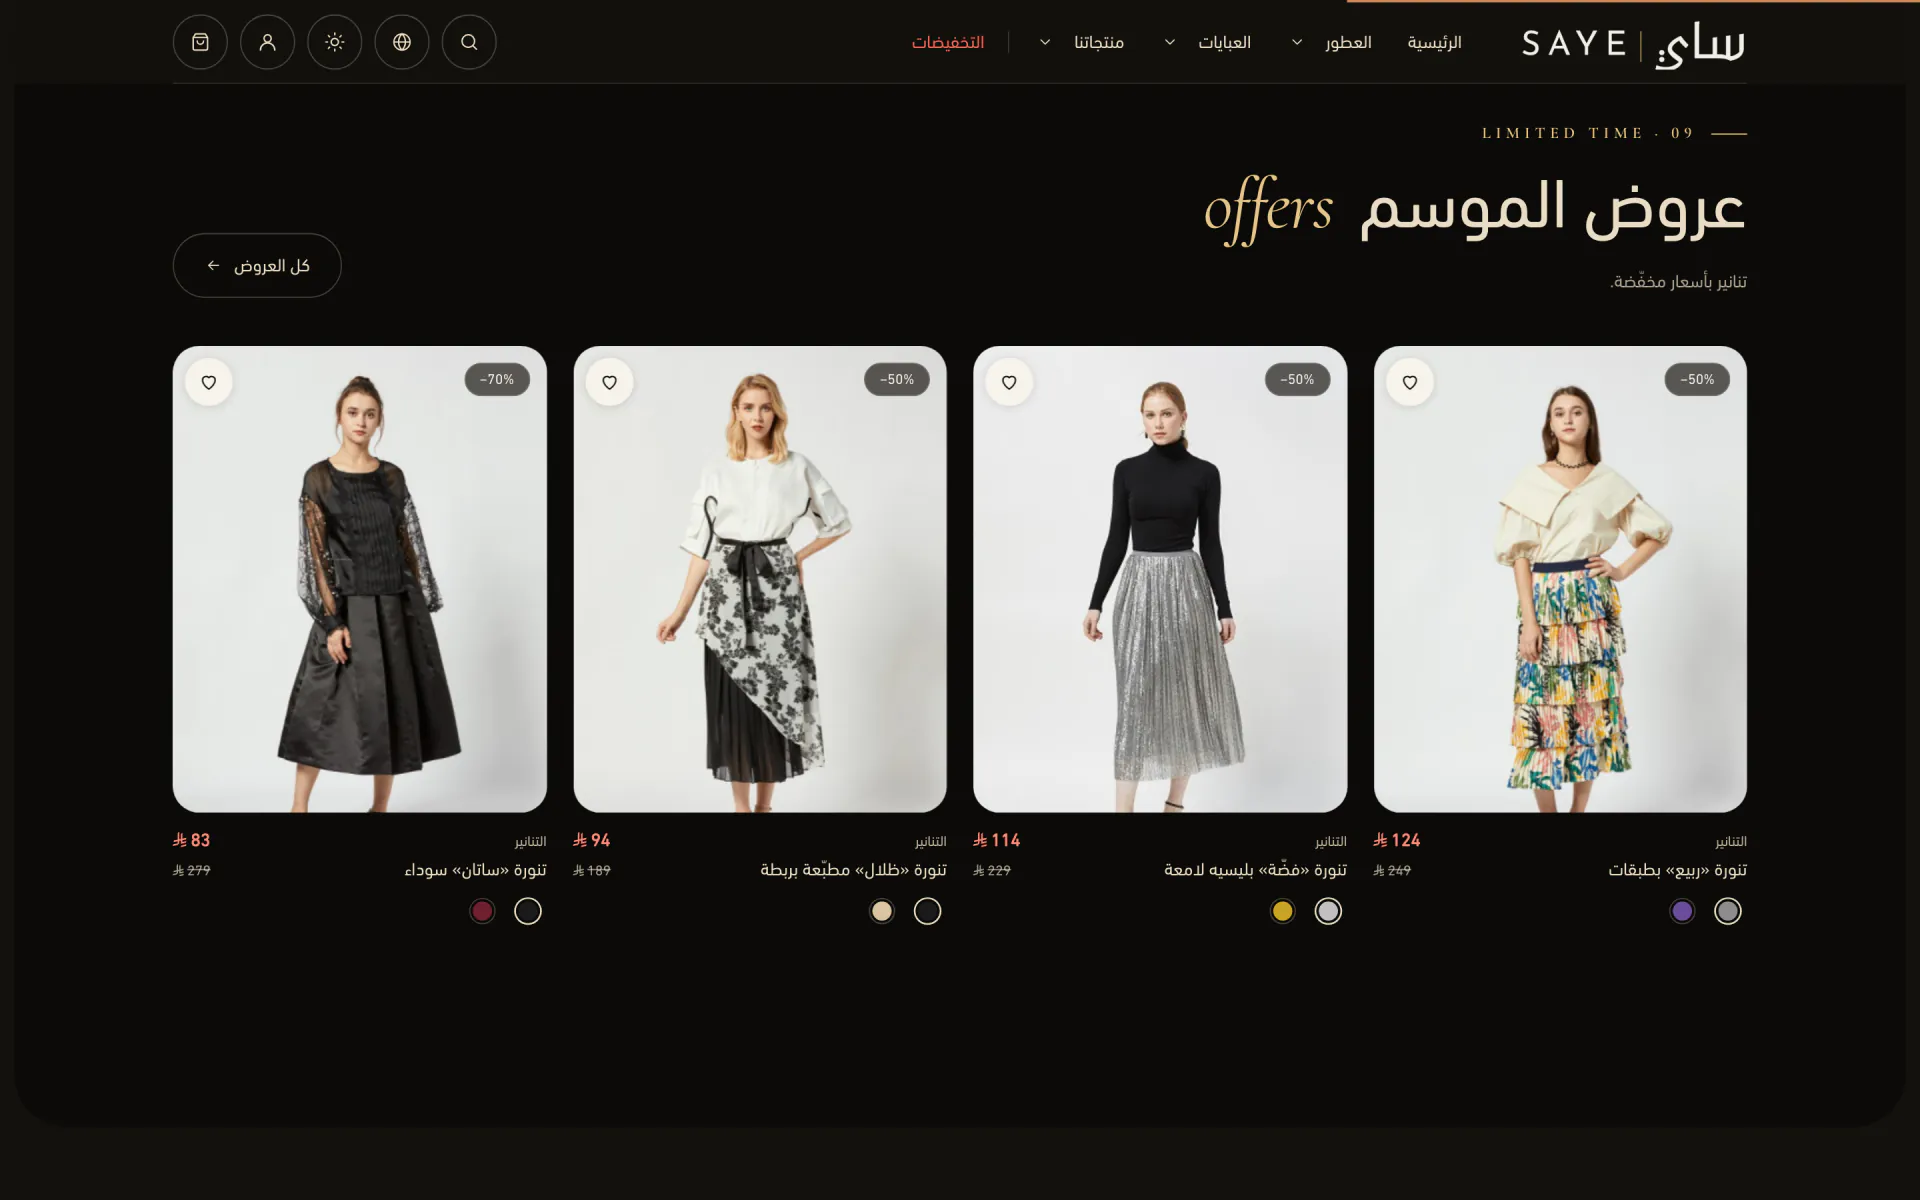 ساي | SAYE
الرئيسية العطور العبايات منتجاتنا التخفيضات
LIMITED TIME · 09
عروض الموسم offers
تنانير بأسعار مخفّضة.
كل العروض ←
−50%
التنانير
124
تنورة «ربيع» بطبقات
249
−50%
التنانير
114
تنورة «فضّة» بليسيه لامعة
229
−50%
التنانير
94
تنورة «ظلال» مطبّعة بربطة
189
−70%
التنانير
83
تنورة «ساتان» سوداء
279